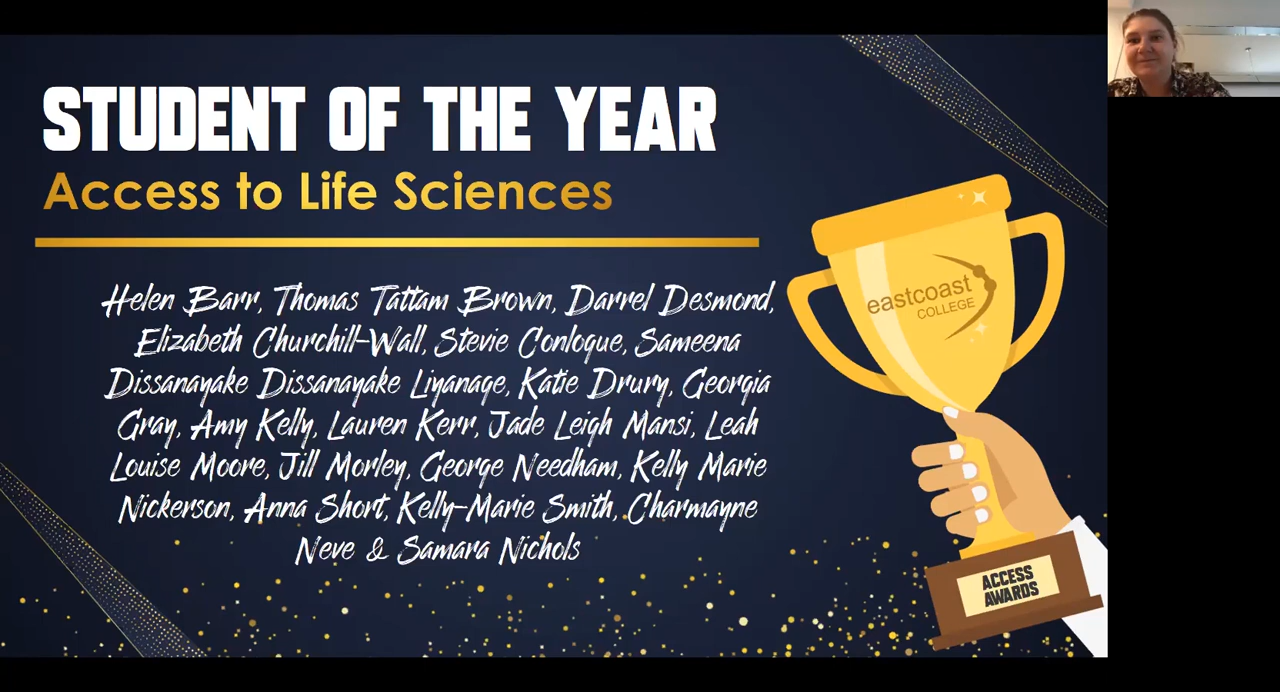 STUDENT OF THE YEAR
Access to Life Sciences
Helen Barr, Thomas Tattam Brown, Darrel Desmond,
Elizabeth Churchill-Wall, Stevie Conlogue, Sameena
Dissanayake Dissanayake Liyanage, Katie Drury, Georgia
Gray, Amy Kelly, Lauren Kerr, Jade Leigh Mansi, Leah
Louise Moore, Jill Morley, George Needham, Kelly Marie
Nickerson, Anna Short, Kelly-Marie Smith, Charmayne
Neve & Samara Nichols
eastcoast
COLLEGE
ACCESS
AWARDS